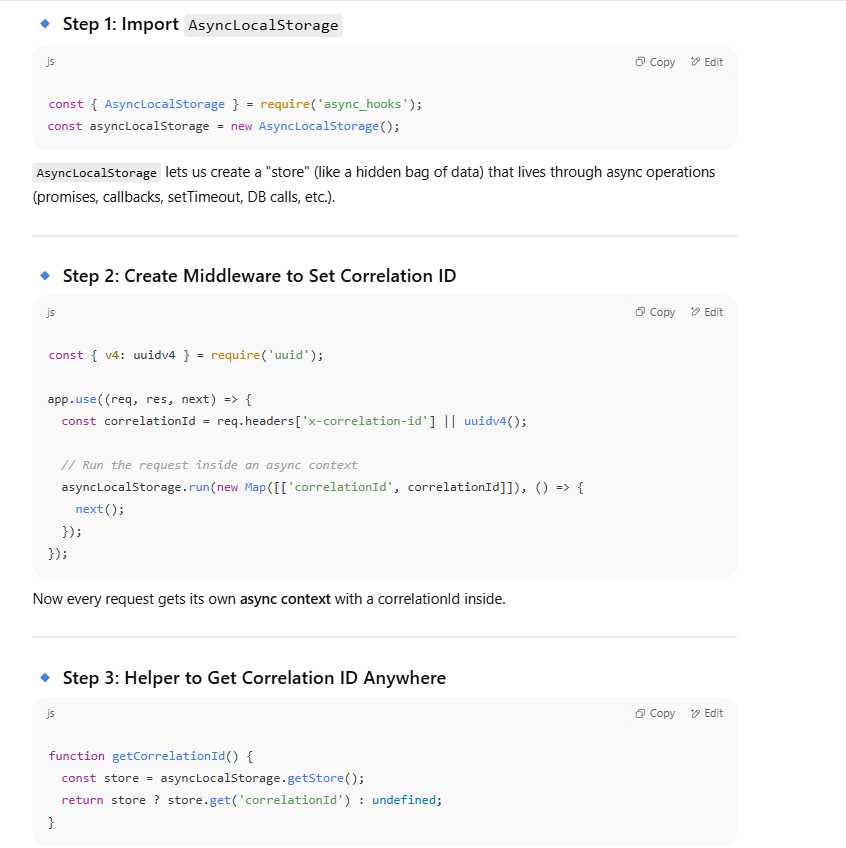 Step 1: Import AsyncLocalStorage
js
Copy Edit
const { AsyncLocalStorage } = require('async_hooks');
const asyncLocalStorage = new AsyncLocalStorage();
AsyncLocalStorage lets us create a "store" (like a hidden bag of data) that lives through async operations
(promises, callbacks, setTimeout, DB calls, etc.).
Step 2: Create Middleware to Set Correlation ID
js
Copy Edit
const { v4: uuidv4 } = require('uuid');
app.use((req, res, next) => {
  const correlationId = req.headers['x-correlation-id'] || uuidv4();
  // Run the request inside an async context
  asyncLocalStorage.run(new Map([['correlationId', correlationId]]), () => {
    next();
  });
});
Now every request gets its own async context with a correlationId inside.
Step 3: Helper to Get Correlation ID Anywhere
js
Copy Edit
function getCorrelationId() {
  const store = asyncLocalStorage.getStore();
  return store ? store.get('correlationId') : undefined;
}